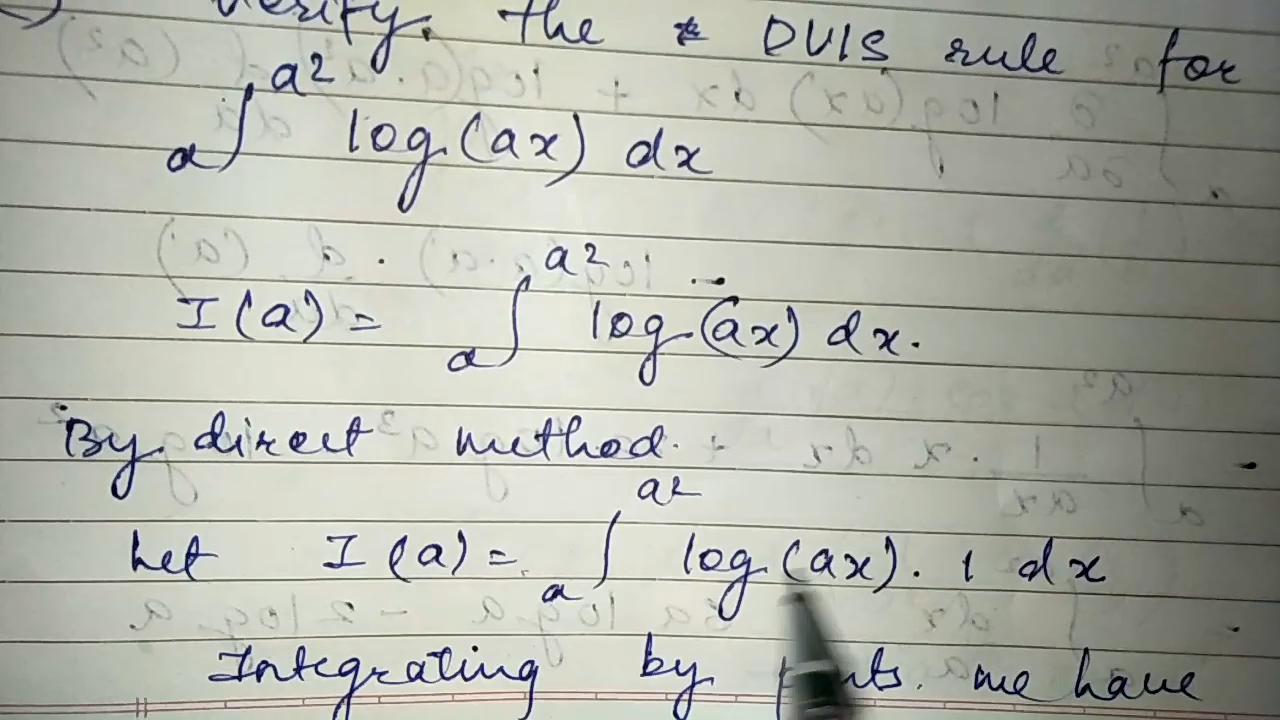 Verify. the DUIS rule for
a² ∫ₐ log(ax) dx
I(a) = ₐ∫ᵃ² log(ax) dx.
By direct method.
Let I(a) = ₐ∫ᵃ² log(ax). 1 dx
Integrating by parts. we have